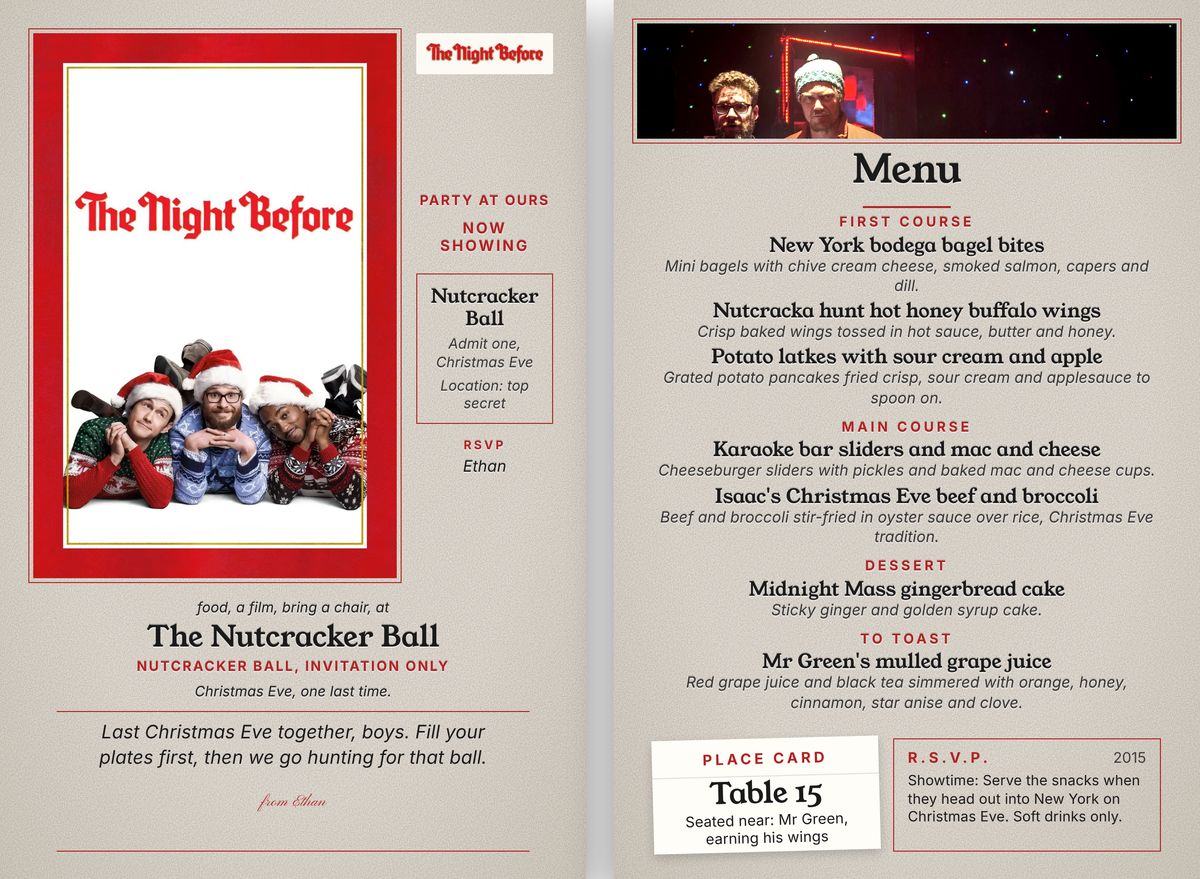 The Night Before
The Night Before
PARTY AT OURS
NOW
SHOWING
Nutcracker
Ball
Admit one,
Christmas Eve
Location: top
secret
RSVP
Ethan
food, a film, bring a chair, at
The Nutcracker Ball
NUTCRACKER BALL, INVITATION ONLY
Christmas Eve, one last time.
Last Christmas Eve together, boys. Fill your
plates first, then we go hunting for that ball.
from Ethan
Menu
FIRST COURSE
New York bodega bagel bites
Mini bagels with chive cream cheese, smoked salmon, capers and
dill.
Nutcracka hunt hot honey buffalo wings
Crisp baked wings tossed in hot sauce, butter and honey.
Potato latkes with sour cream and apple
Grated potato pancakes fried crisp, sour cream and applesauce to
spoon on.
MAIN COURSE
Karaoke bar sliders and mac and cheese
Cheeseburger sliders with pickles and baked mac and cheese cups.
Isaac's Christmas Eve beef and broccoli
Beef and broccoli stir-fried in oyster sauce over rice, Christmas Eve
tradition.
DESSERT
Midnight Mass gingerbread cake
Sticky ginger and golden syrup cake.
TO TOAST
Mr Green's mulled grape juice
Red grape juice and black tea simmered with orange, honey,
cinnamon, star anise and clove.
PLACE CARD
Table 15
Seated near: Mr Green,
earning his wings
R.S.V.P. 2015
Showtime: Serve the snacks when
they head out into New York on
Christmas Eve. Soft drinks only.